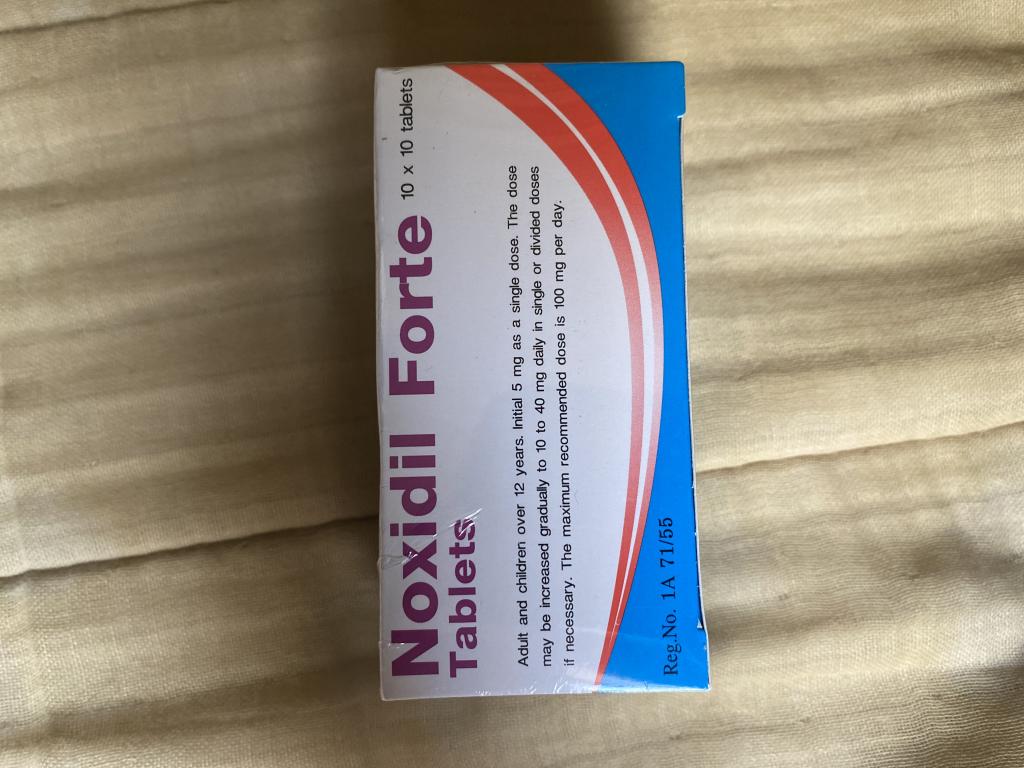 Noxidil Forte 10 x 10 tablets
Tablets
Adult and children over 12 years. Initial 5 mg as a single dose. The dose
may be increased gradually to 10 to 40 mg daily in single or divided doses
if necessary. The maximum recommended dose is 100 mg per day.
Reg.No. 1A 71/55